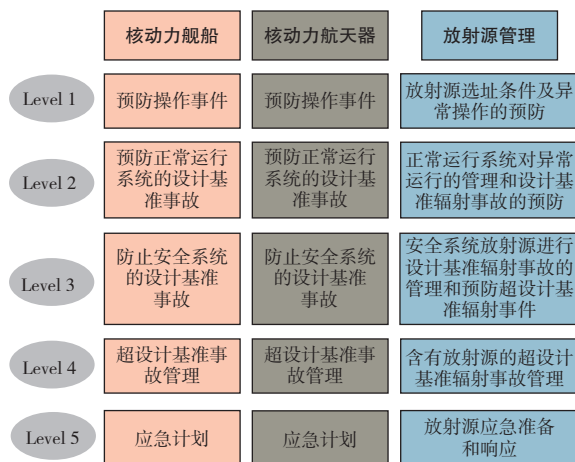 核动力舰船
核动力航天器
放射源管理
Level 1
预防操作事件
预防操作事件
放射源选址条件及异
常操作的预防
Level 2
预防正常运行
系统的设计基
准事故
预防正常运行
系统的设计基
准事故
正常运行系统对异常
运行的管理和设计基
准辐射事故的预防
Level 3
防止安全系统
的设计基准
事故
防止安全系统
的设计基准
事故
安全系统放射源进行
设计基准辐射事故的
管理和预防超设计基
准辐射事件
Level 4
超设计基准事
故管理
超设计基准事
故管理
含有放射源的超设计
基准辐射事故管理
Level 5
应急计划
应急计划
放射源应急准备
和响应